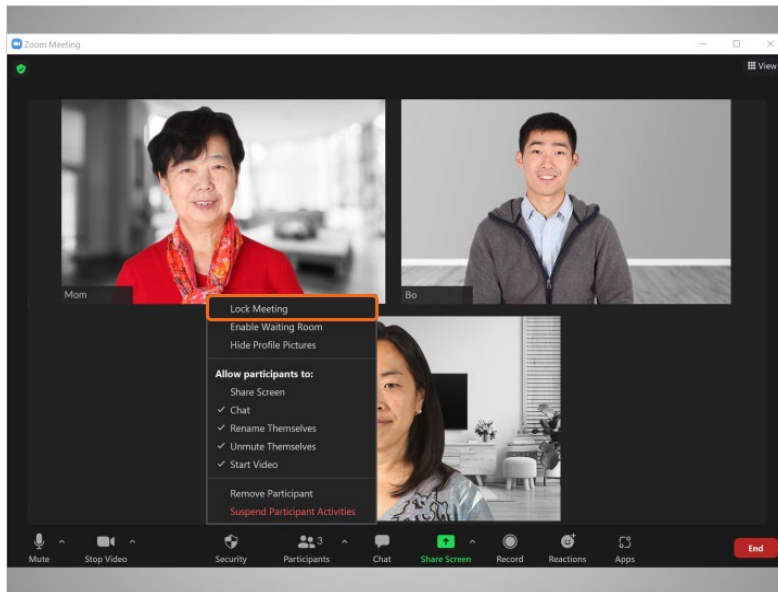 Zoom Meeting
View
Mom
Bo
Lock Meeting
Enable Waiting Room
Hide Profile Pictures
Allow participants to:
Share Screen
✓ Chat
✓ Rename Themselves
✓ Unmute Themselves
✓ Start Video
Remove Participant
Suspend Participant Activities
3
Mute
Stop Video
Security
Participants
Chat
Share Screen
Record
Reactions
Apps
End